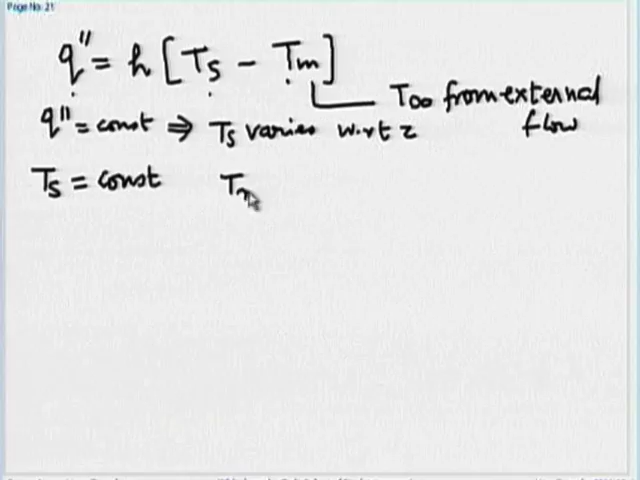 Page No: 21
q'' = h [Ts - Tm]
T∞ from external flow
q'' = const ⇒ Ts varies w.r.t z
Ts = const Tm